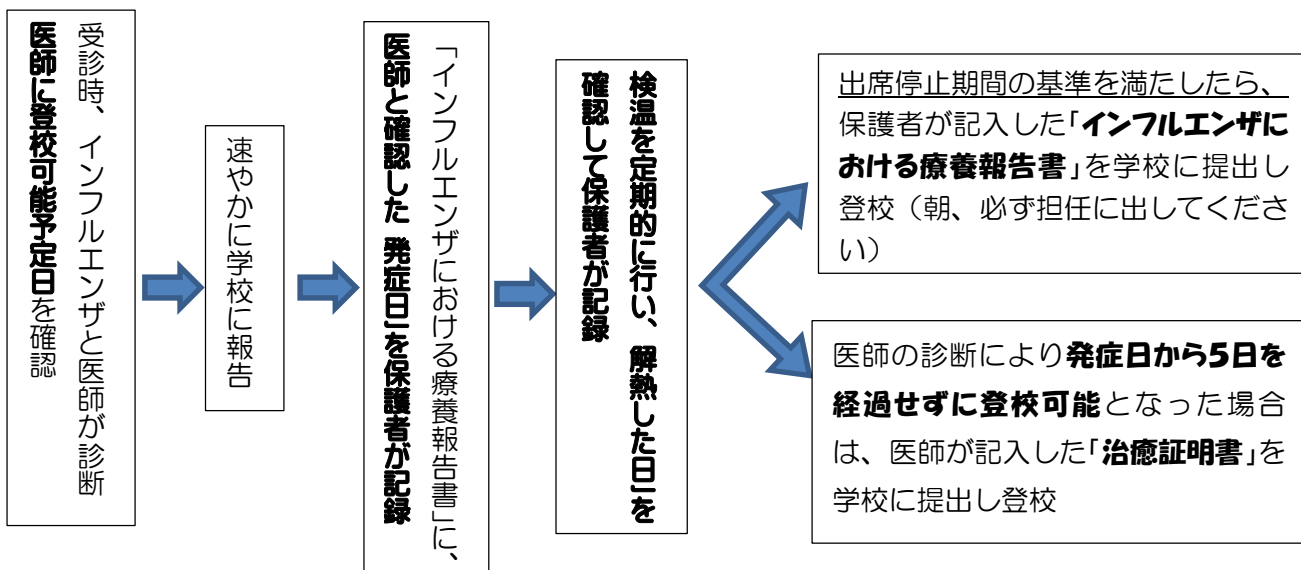 受診時、インフルエンザと医師が診断
医師に登校可能予定日を確認
速やかに学校に報告
「インフルエンザにおける療養報告書」に、
医師と確認した 発症日」を保護者が記録
検温を定期的に行い、解熱した日」を
確認して保護者が記録
出席停止期間の基準を満たしたら、
保護者が記入した「インフルエンザに
おける療養報告書」を学校に提出し
登校（朝、必ず担任に出してくださ
い）
医師の診断により発症日から5日を
経過せずに登校可能となった場合
は、医師が記入した「治癒証明書」を
学校に提出し登校